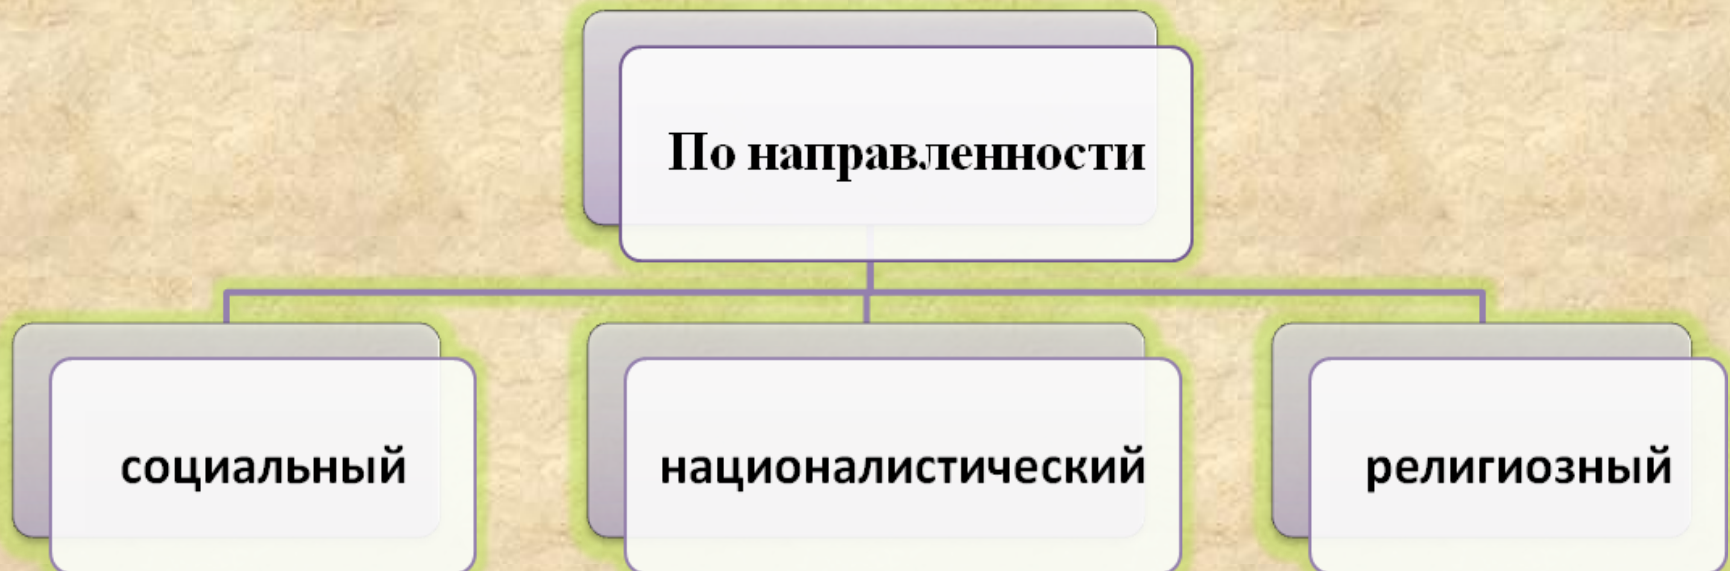 По направленности
социальный
националистический
религиозный